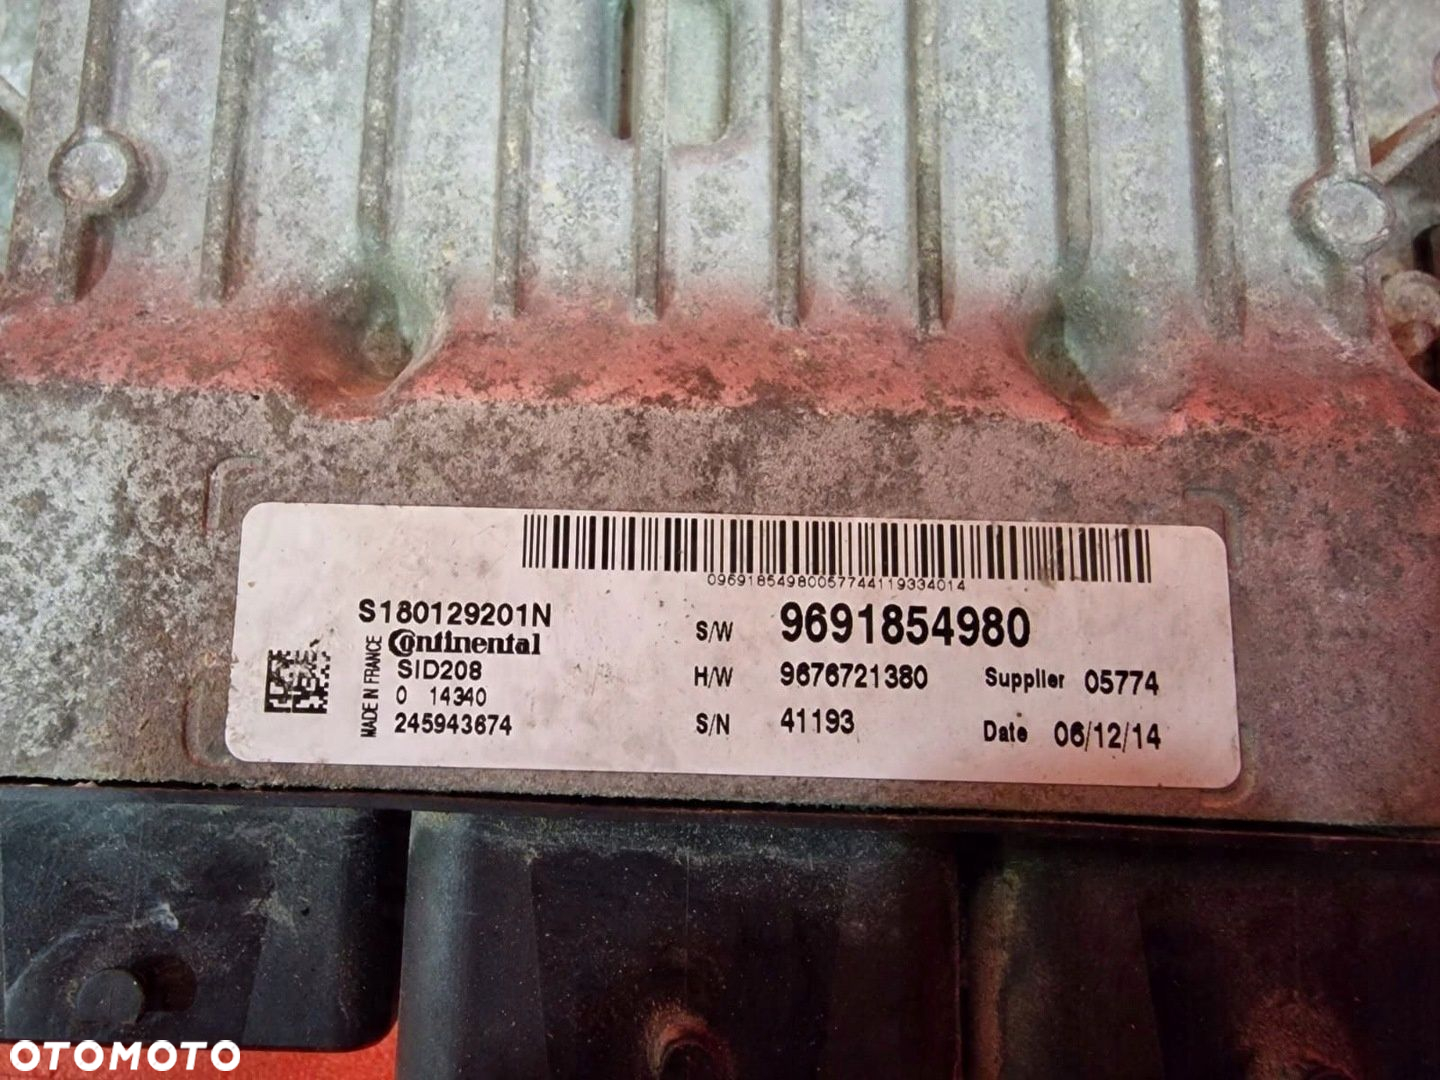 0969185498005774411934014
S180129201N
Continental
SID208
0 14340
245943674
MADE IN FRANCE
S/W 9691854980
H/W 9676721380 Supplier 05774
S/N 41193 Date 06/12/14
OTOMOTO